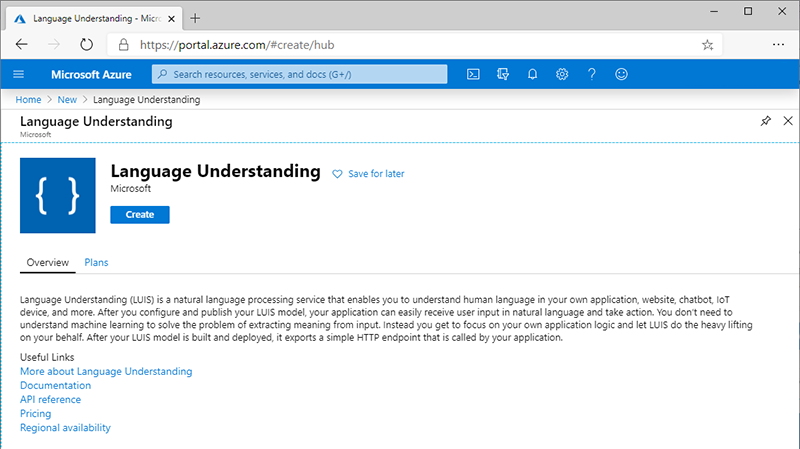 Language Understanding - Micro
https://portal.azure.com/#create/hub
Microsoft Azure
Search resources, services, and docs (G+/)
Home > New > Language Understanding
Language Understanding
Microsoft
{ }
Language Understanding
Save for later
Microsoft
Create
Overview
Plans
Language Understanding (LUIS) is a natural language processing service that enables you to understand human language in your own application, website, chatbot, IoT
device, and more. After you configure and publish your LUIS model, your application can easily receive user input in natural language and take action. You don't need to
understand machine learning to solve the problem of extracting meaning from input. Instead you get to focus on your own application logic and let LUIS do the heavy lifting
on your behalf. After your LUIS model is built and deployed, it exports a simple HTTP endpoint that is called by your application.
Useful Links
More about Language Understanding
Documentation
API reference
Pricing
Regional availability